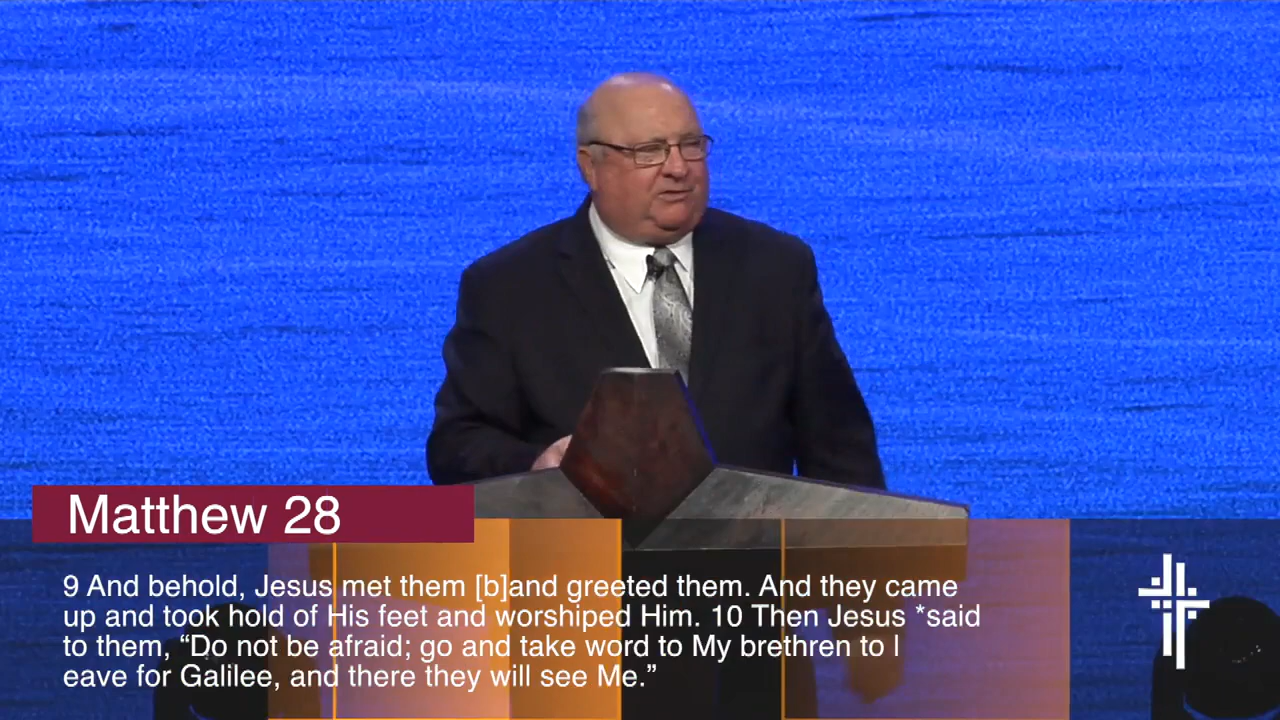 Matthew 28
9 And behold, Jesus met them [b]and greeted them. And they came
up and took hold of His feet and worshiped Him. 10 Then Jesus *said
to them, “Do not be afraid; go and take word to My brethren to l
eave for Galilee, and there they will see Me.”